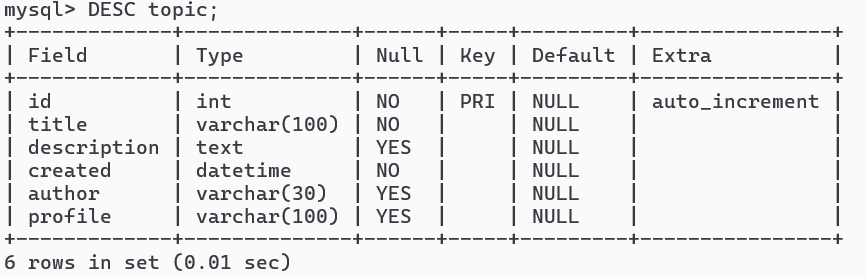 mysql> DESC topic;
+-------------+--------------+------+-----+---------+----------------+
| Field       | Type         | Null | Key | Default | Extra          |
+-------------+--------------+------+-----+---------+----------------+
| id          | int          | NO   | PRI | NULL    | auto_increment |
| title       | varchar(100) | NO   |     | NULL    |                |
| description | text         | YES  |     | NULL    |                |
| created     | datetime     | NO   |     | NULL    |                |
| author      | varchar(30)  | YES  |     | NULL    |                |
| profile     | varchar(100) | YES  |     | NULL    |                |
+-------------+--------------+------+-----+---------+----------------+
6 rows in set (0.01 sec)